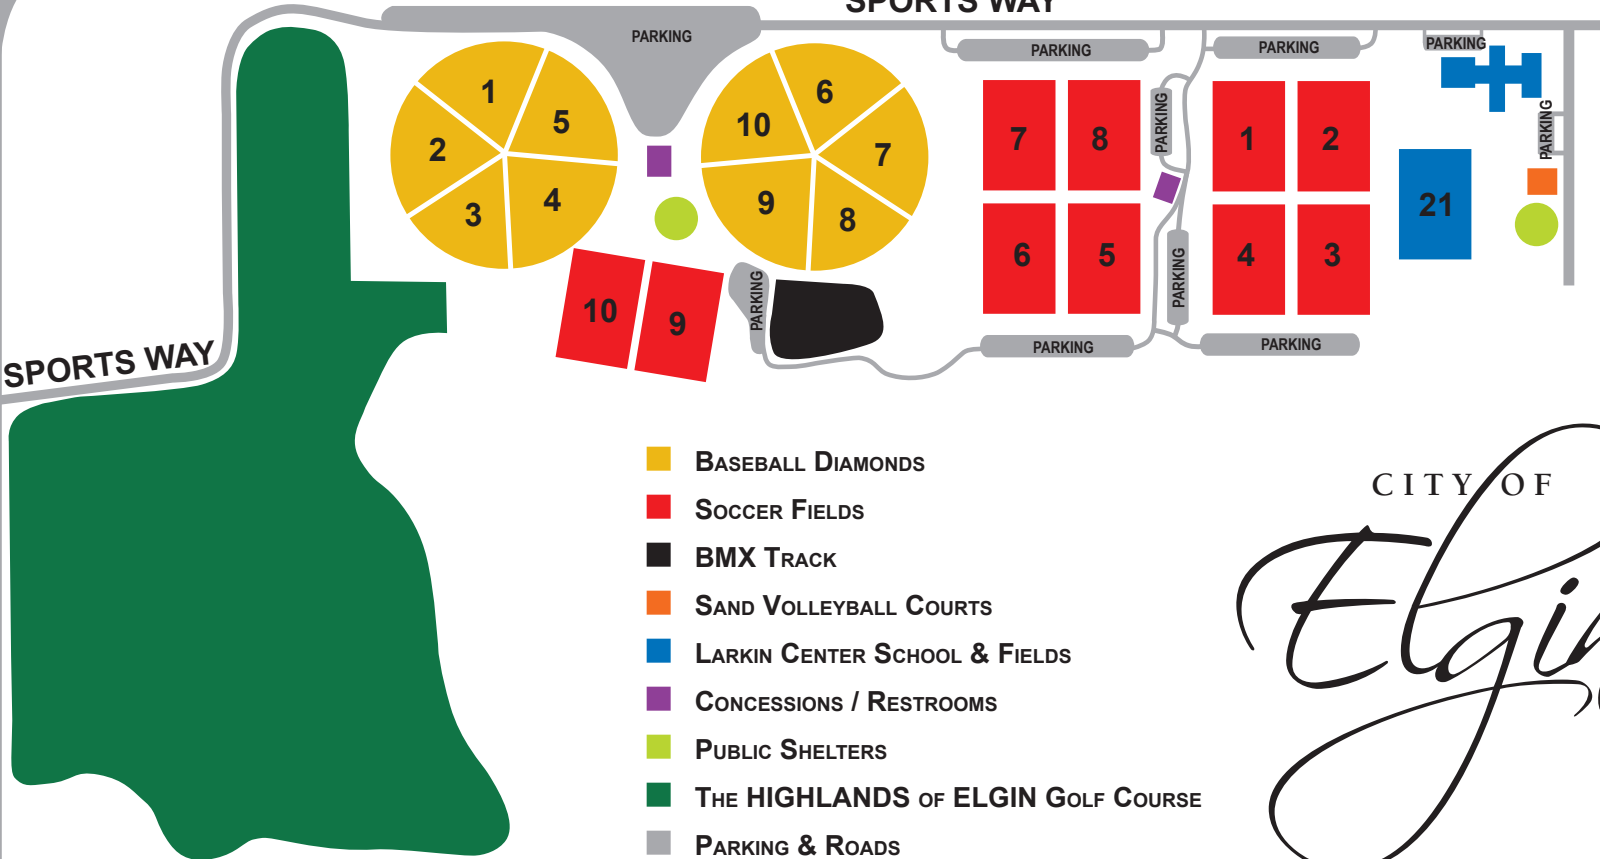 SPORTS WAY
PARKING
PARKING
PARKING
PARKING
1
5
2
4
3
6
10
7
9
8
7
8
PARKING
1
2
PARKING
6
5
PARKING
4
3
21
10
9
PARKING
PARKING
PARKING
SPORTS WAY
BASEBALL DIAMONDS
SOCCER FIELDS
BMX TRACK
SAND VOLLEYBALL COURTS
LARKIN CENTER SCHOOL & FIELDS
CONCESSIONS / RESTROOMS
PUBLIC SHELTERS
THE HIGHLANDS OF ELGIN GOLF COURSE
PARKING & ROADS
CITY OF
Elgin